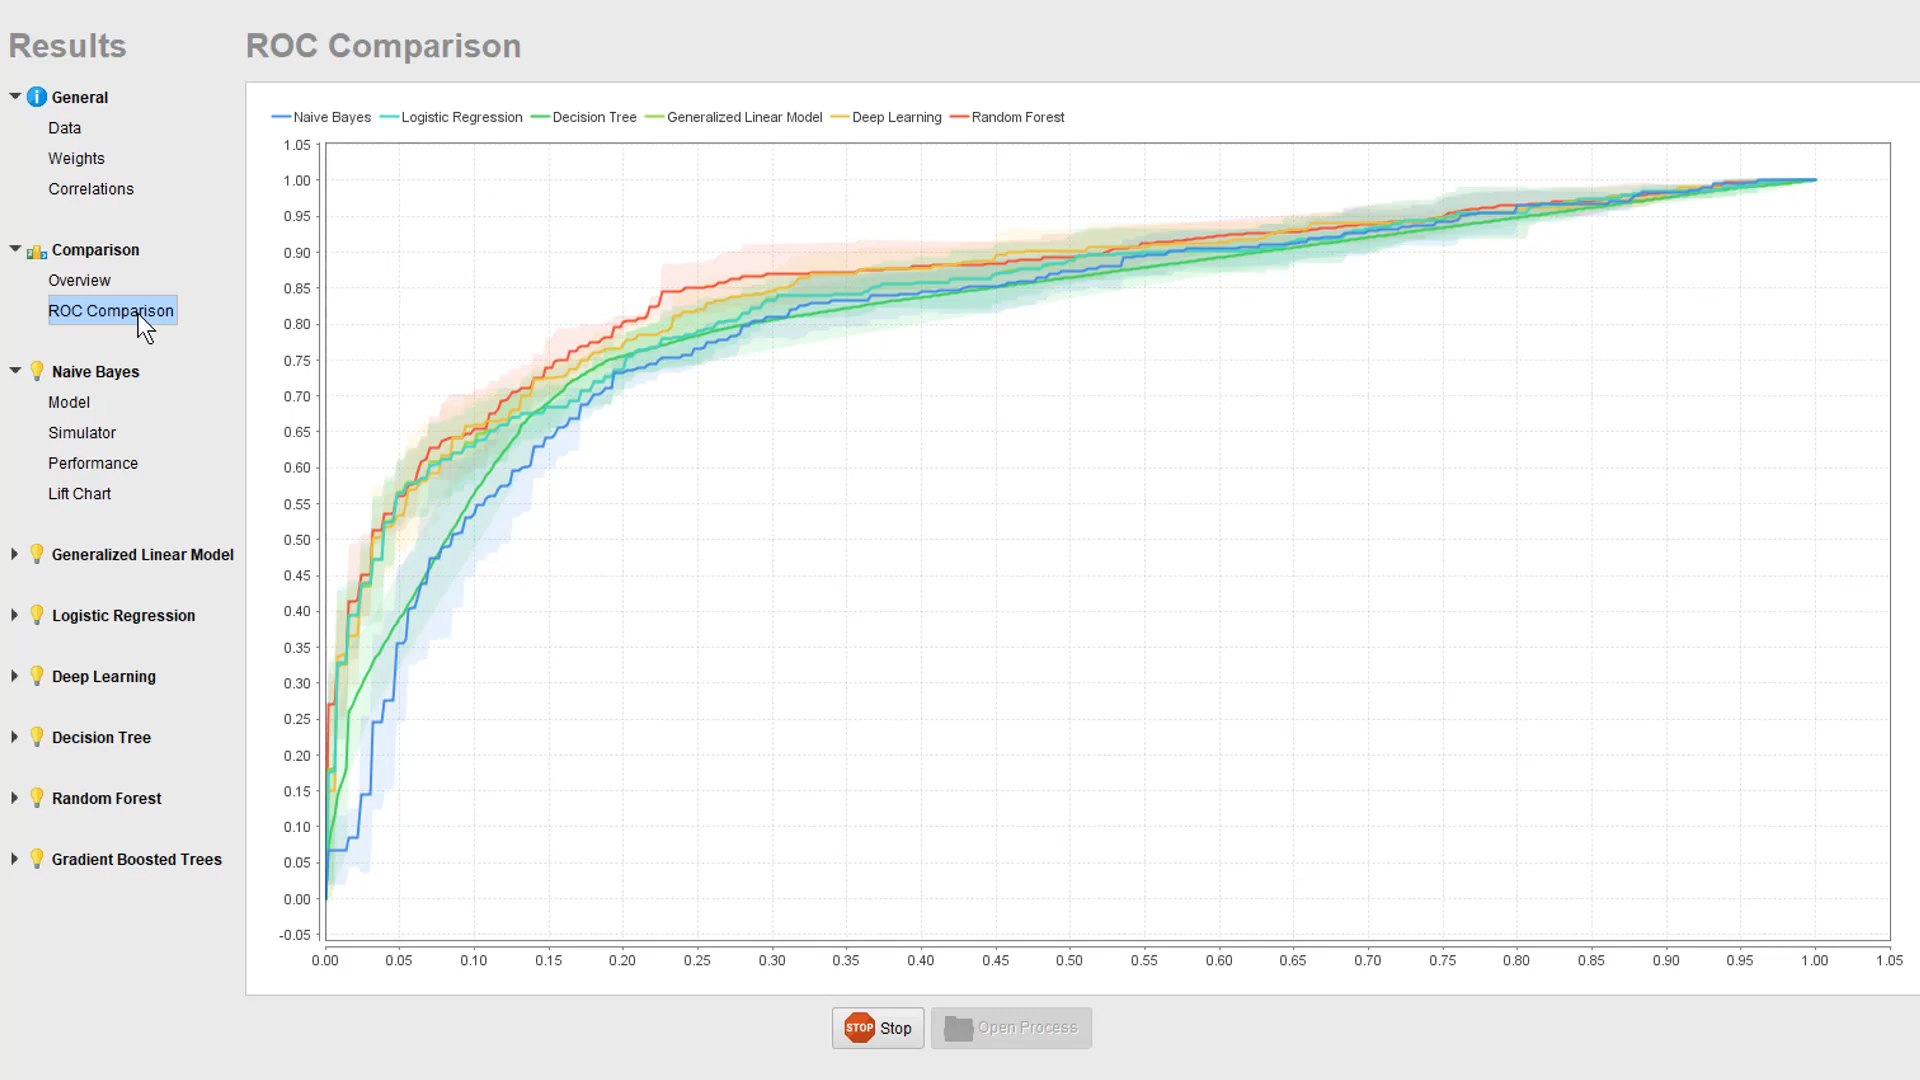 Results
ROC Comparison
General
Data
Weights
Correlations
Comparison
Overview
ROC Comparison
Naive Bayes
Model
Simulator
Performance
Lift Chart
Generalized Linear Model
Logistic Regression
Deep Learning
Decision Tree
Random Forest
Gradient Boosted Trees
Naive Bayes Logistic Regression Decision Tree Generalized Linear Model Deep Learning Random Forest
1.05
1.00
0.95
0.90
0.85
0.80
0.75
0.70
0.65
0.60
0.55
0.50
0.45
0.40
0.35
0.30
0.25
0.20
0.15
0.10
0.05
0.00
-0.05
0.00 0.05 0.10 0.15 0.20 0.25 0.30 0.35 0.40 0.45 0.50 0.55 0.60 0.65 0.70 0.75 0.80 0.85 0.90 0.95 1.00 1.05
STOP Stop Open Process